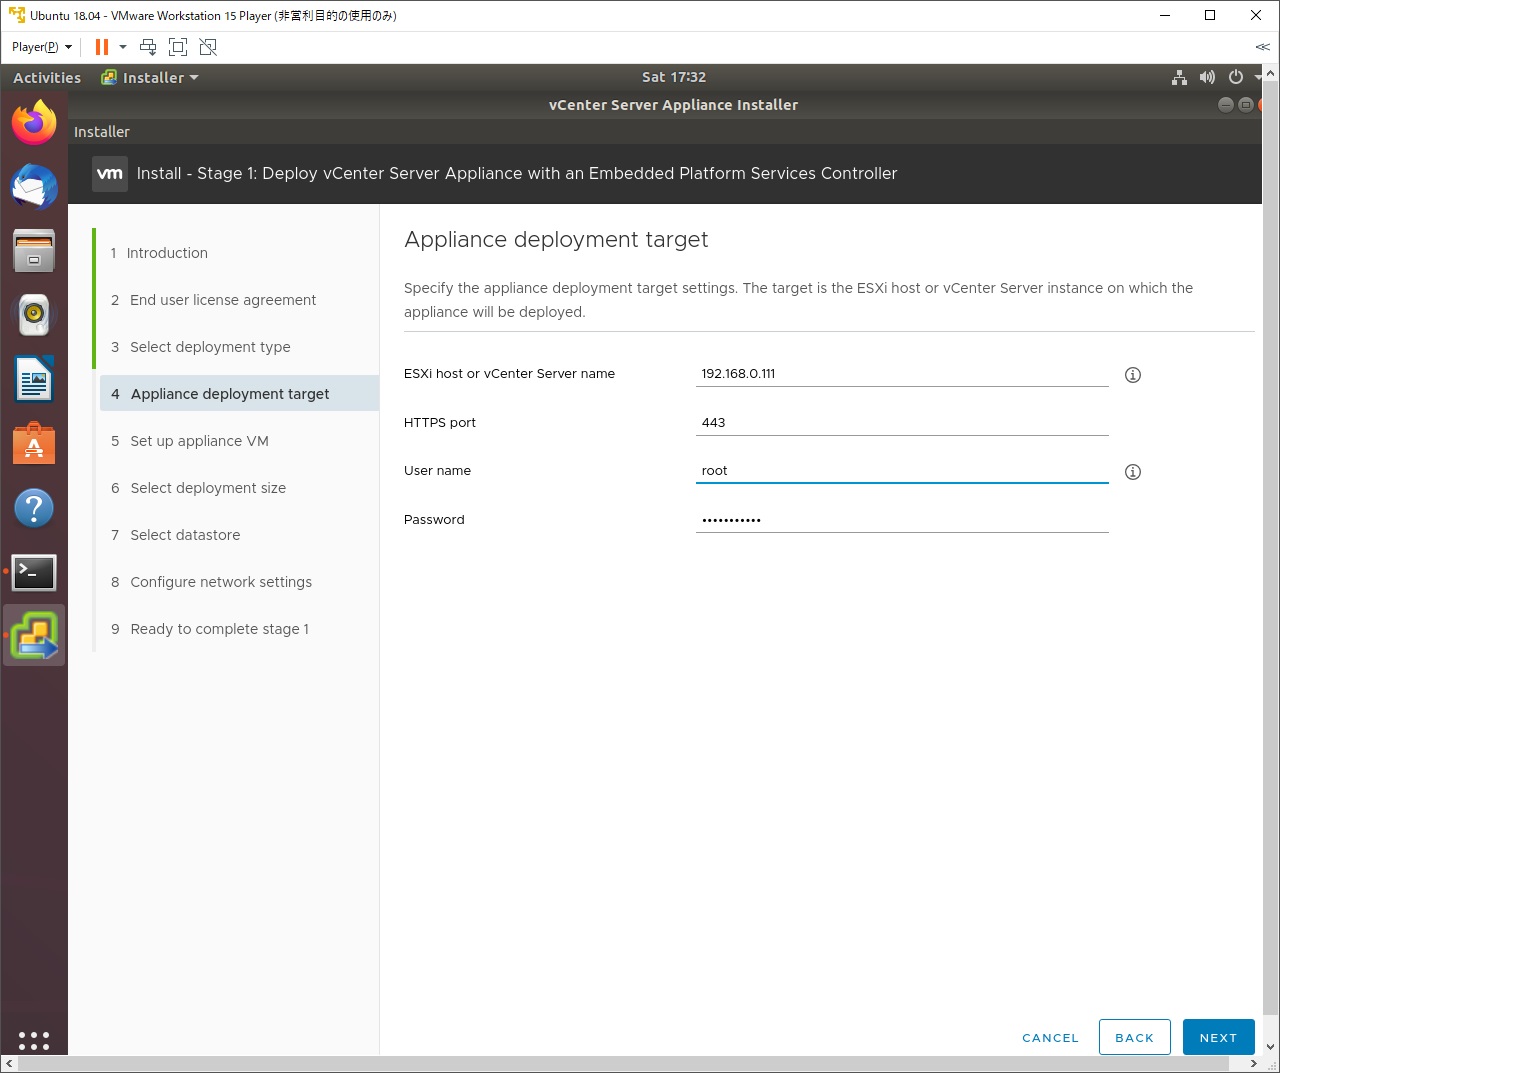 Ubuntu 18.04 - VMware Workstation 15 Player (非営利目的の使用のみ)
Player(P)
Activities
Installer
Sat 17:32
vCenter Server Appliance Installer
Installer
vm Install - Stage 1: Deploy vCenter Server Appliance with an Embedded Platform Services Controller
1 Introduction
2 End user license agreement
3 Select deployment type
4 Appliance deployment target
5 Set up appliance VM
6 Select deployment size
7 Select datastore
8 Configure network settings
9 Ready to complete stage 1
Appliance deployment target
Specify the appliance deployment target settings. The target is the ESXi host or vCenter Server instance on which the
appliance will be deployed.
ESXi host or vCenter Server name 192.168.0.111
HTTPS port 443
User name root
Password •••••••••••
CANCEL BACK NEXT